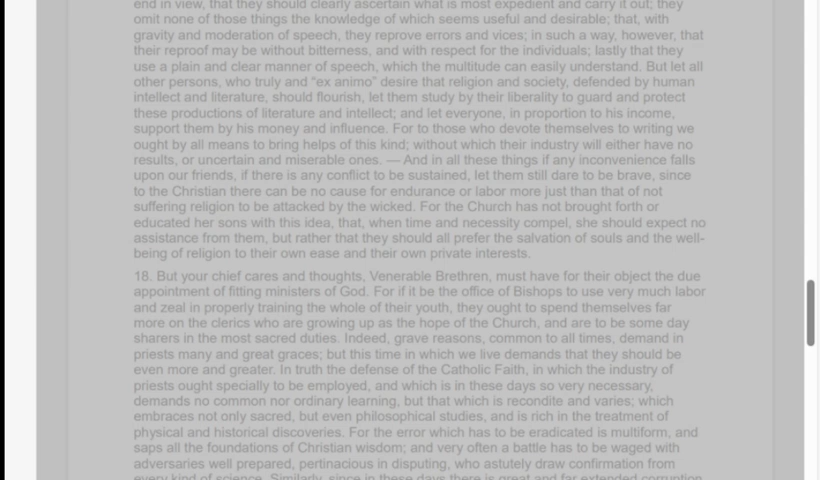 end in view, that they should clearly ascertain what is most expedient and carry it out; they
omit none of those things the knowledge of which seems useful and desirable; that, with
gravity and moderation of speech, they reprove errors and vices; in such a way, however, that
their reproof may be without bitterness, and with respect for the individuals; lastly that they
use a plain and clear manner of speech, which the multitude can easily understand. But let all
other persons, who truly and “ex animo” desire that religion and society, defended by human
intellect and literature, should flourish, let them study by their liberality to guard and protect
these productions of literature and intellect; and let everyone, in proportion to his income,
support them by his money and influence. For to those who devote themselves to writing we
ought by all means to bring helps of this kind; without which their industry will either have no
results, or uncertain and miserable ones. — And in all these things if any inconvenience falls
upon our friends, if there is any conflict to be sustained, let them still dare to be brave, since
to the Christian there can be no cause for endurance or labor more just than that of not
suffering religion to be attacked by the wicked. For the Church has not brought forth or
educated her sons with this idea, that, when time and necessity compel, she should expect no
assistance from them, but rather that they should all prefer the salvation of souls and the well-
being of religion to their own ease and their own private interests.
18. But your chief cares and thoughts, Venerable Brethren, must have for their object the due
appointment of fitting ministers of God. For if it be the office of Bishops to use very much labor
and zeal in properly training the whole of their youth, they ought to spend themselves far
more on the clerics who are growing up as the hope of the Church, and are to be some day
sharers in the most sacred duties. Indeed, grave reasons, common to all times, demand in
priests many and great graces; but this time in which we live demands that they should be
even more and greater. In truth the defense of the Catholic Faith, in which the industry of
priests ought specially to be employed, and which is in these days so very necessary,
demands no common nor ordinary learning, but that which is recondite and varies; which
embraces not only sacred, but even philosophical studies, and is rich in the treatment of
physical and historical discoveries. For the error which has to be eradicated is multiform, and
saps all the foundations of Christian wisdom; and very often a battle has to be waged with
adversaries well prepared, pertinacious in disputing, who astutely draw confirmation from
every kind of science. Similarly, since in these days there is great and far extended corruption